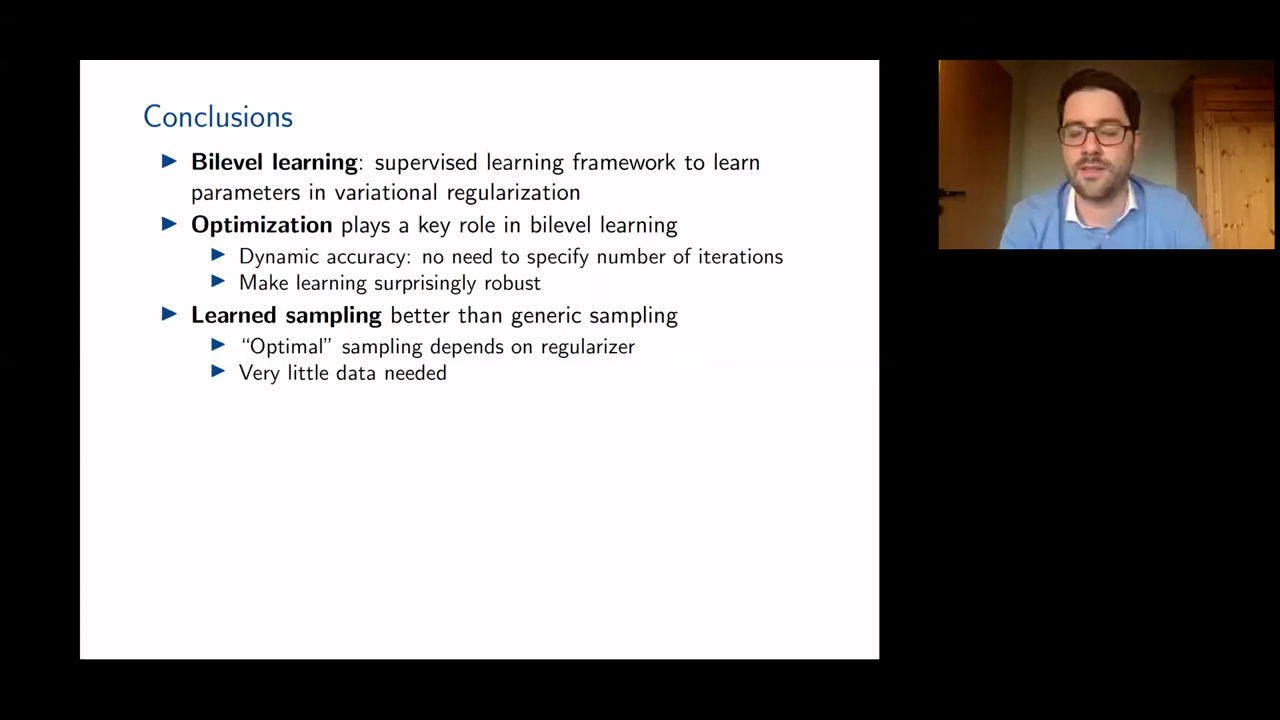 Conclusions
Bilevel learning: supervised learning framework to learn
parameters in variational regularization
Optimization plays a key role in bilevel learning
Dynamic accuracy: no need to specify number of iterations
Make learning surprisingly robust
Learned sampling better than generic sampling
“Optimal” sampling depends on regularizer
Very little data needed